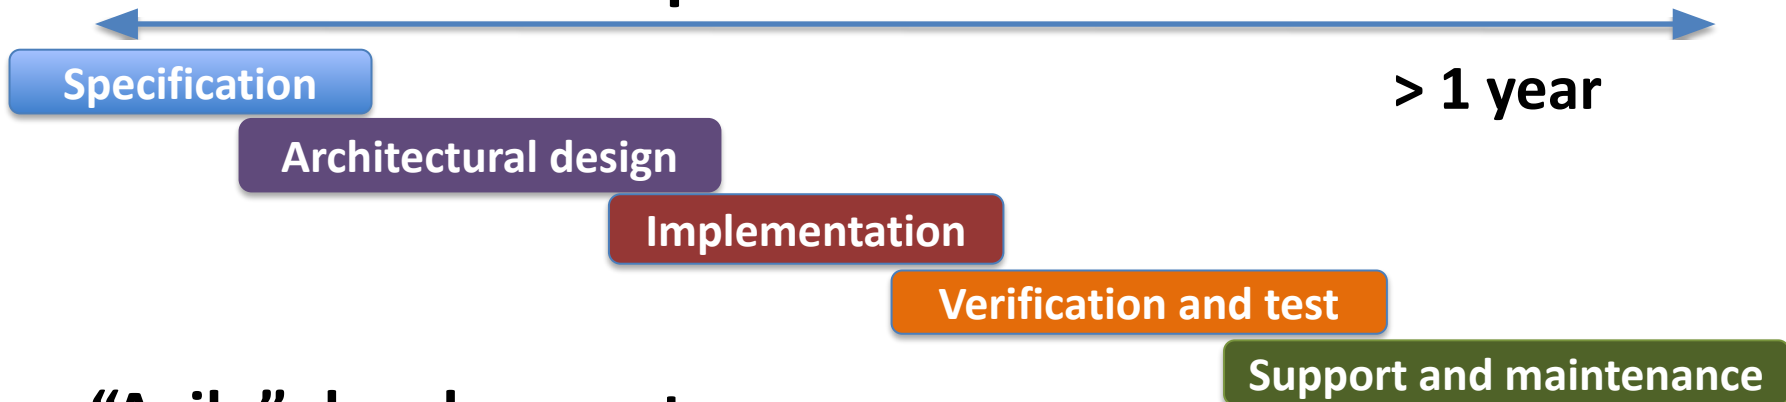 Specification
> 1 year
Architectural design
Implementation
Verification and test
Support and maintenance